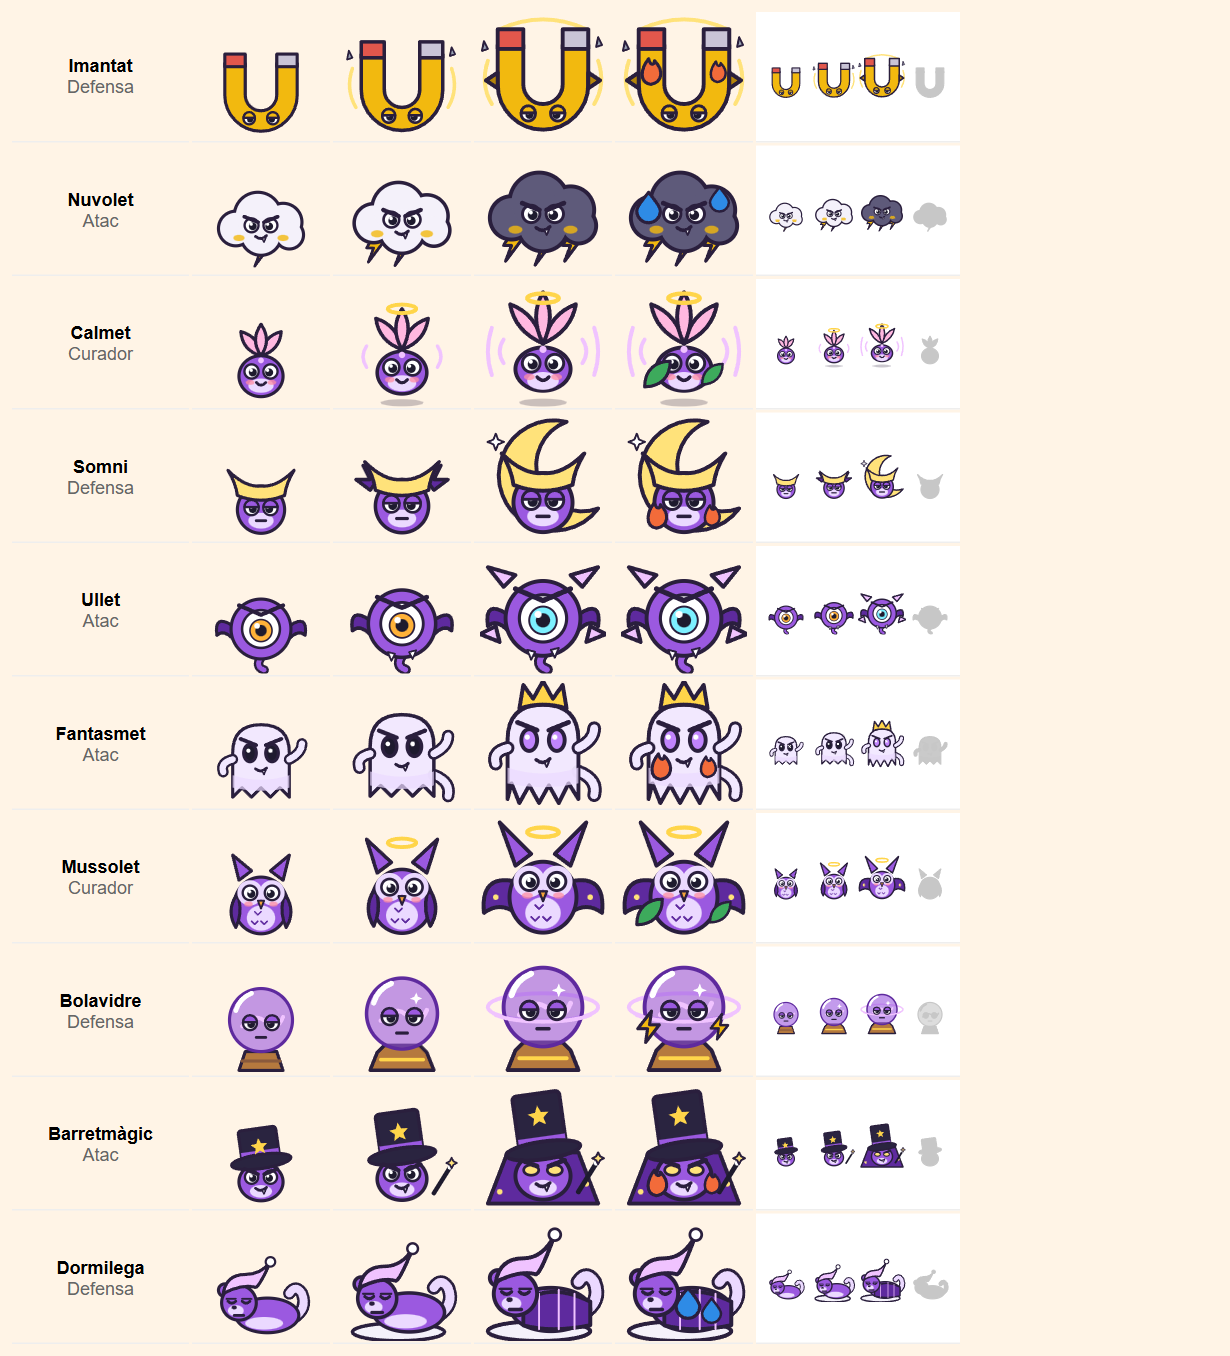 Imantat
Defensa
Nuvolet
Atac
Calmet
Curador
Somni
Defensa
Ullet
Atac
Fantasmet
Atac
Mussolet
Curador
Bolavidre
Defensa
Barretmàgic
Atac
Dormilega
Defensa